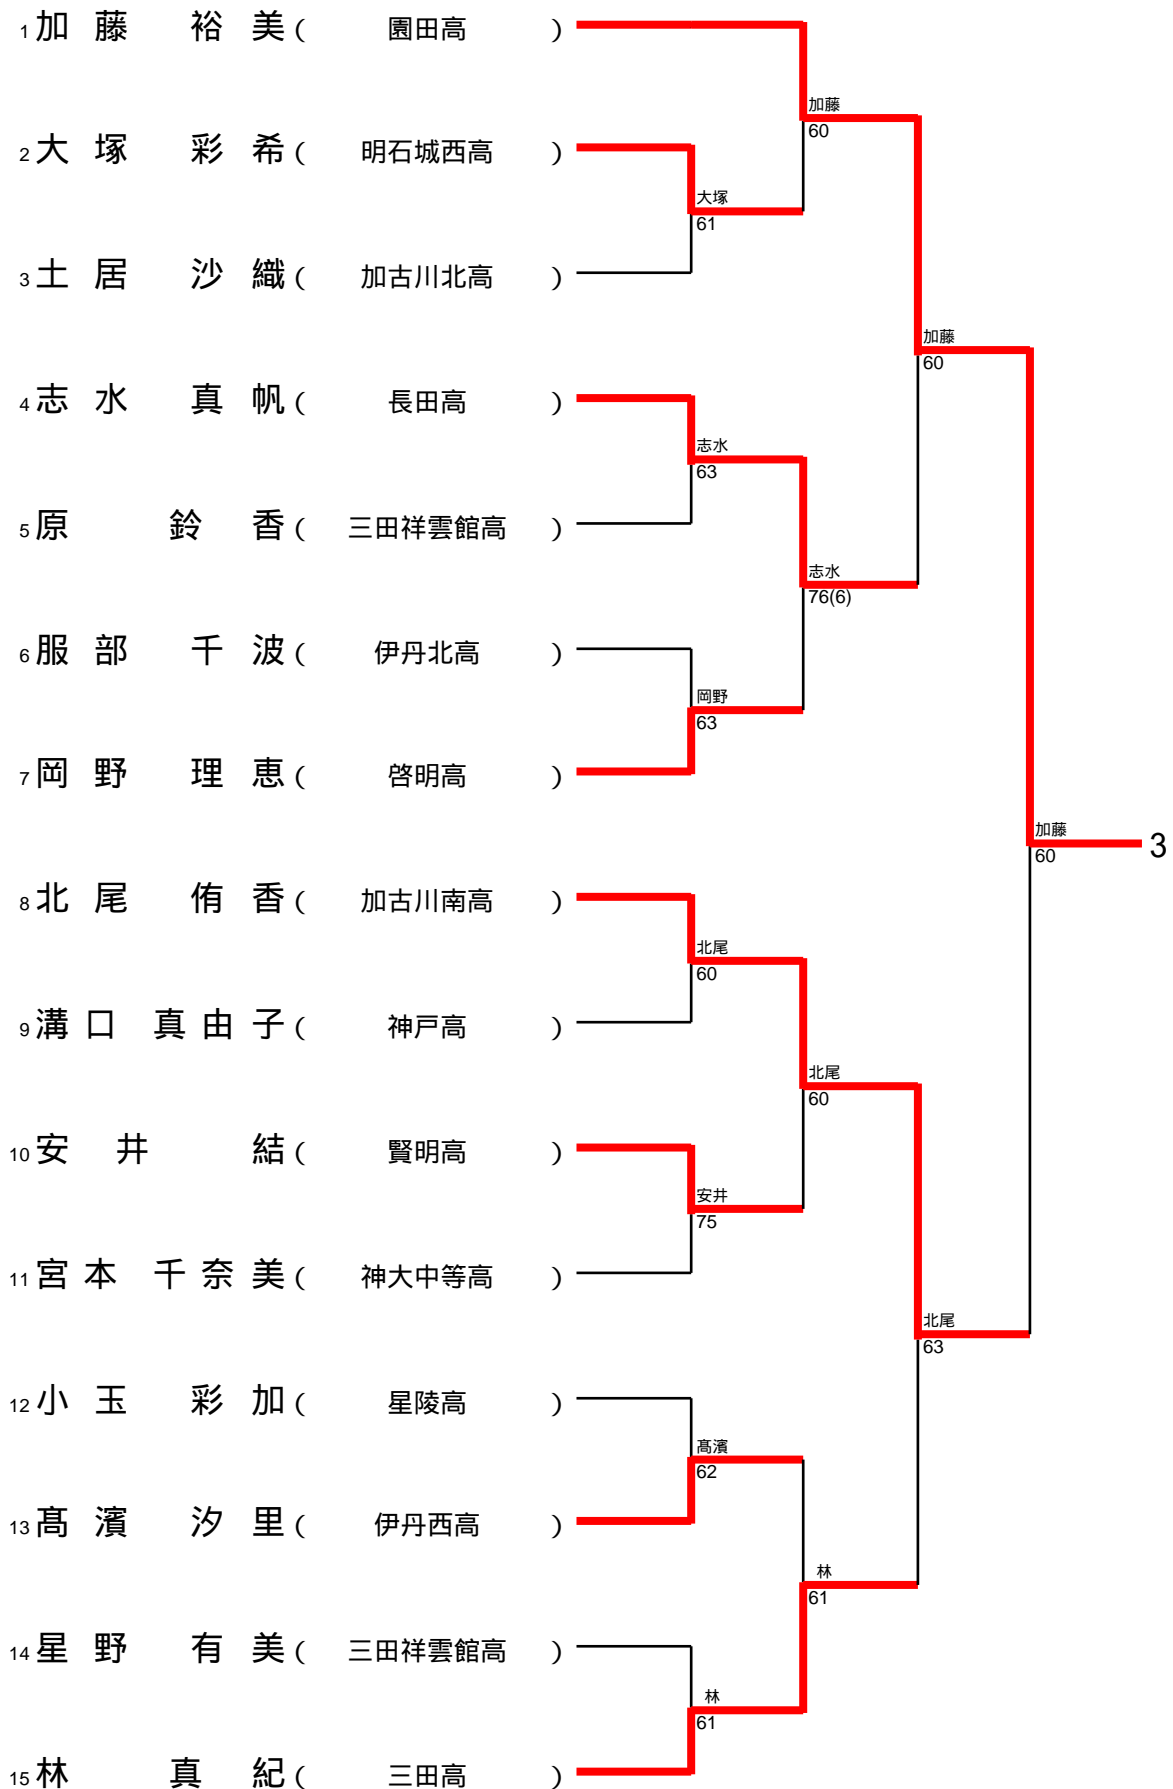 1 加藤 裕美 ( 園田高 )
加藤
60
2 大塚 彩希 ( 明石城西高 )
大塚
61
3 土居 沙織 ( 加古川北高 )
加藤
60
4 志水 真帆 ( 長田高 )
志水
63
5 原 鈴香 ( 三田祥雲館高 )
志水
76(6)
6 服部 千波 ( 伊丹北高 )
岡野
63
7 岡野 理恵 ( 啓明高 )
加藤
60
3
8 北尾 侑香 ( 加古川南高 )
北尾
60
9 溝口 真由子 ( 神戸高 )
北尾
60
10 安井 結 ( 賢明高 )
安井
75
11 宮本 千奈美 ( 神大中等高 )
北尾
63
12 小玉 彩加 ( 星陵高 )
髙濱
62
13 髙濱 汐里 ( 伊丹西高 )
林
61
14 星野 有美 ( 三田祥雲館高 )
林
61
15 林 真紀 ( 三田高 )